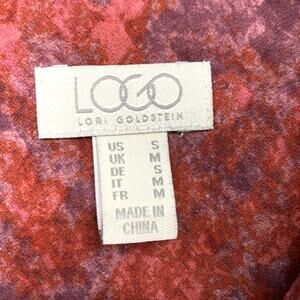 LOGO
LORI GOLDSTEIN
US S
UK M
DE S
IT M
FR M
MADE IN
CHINA